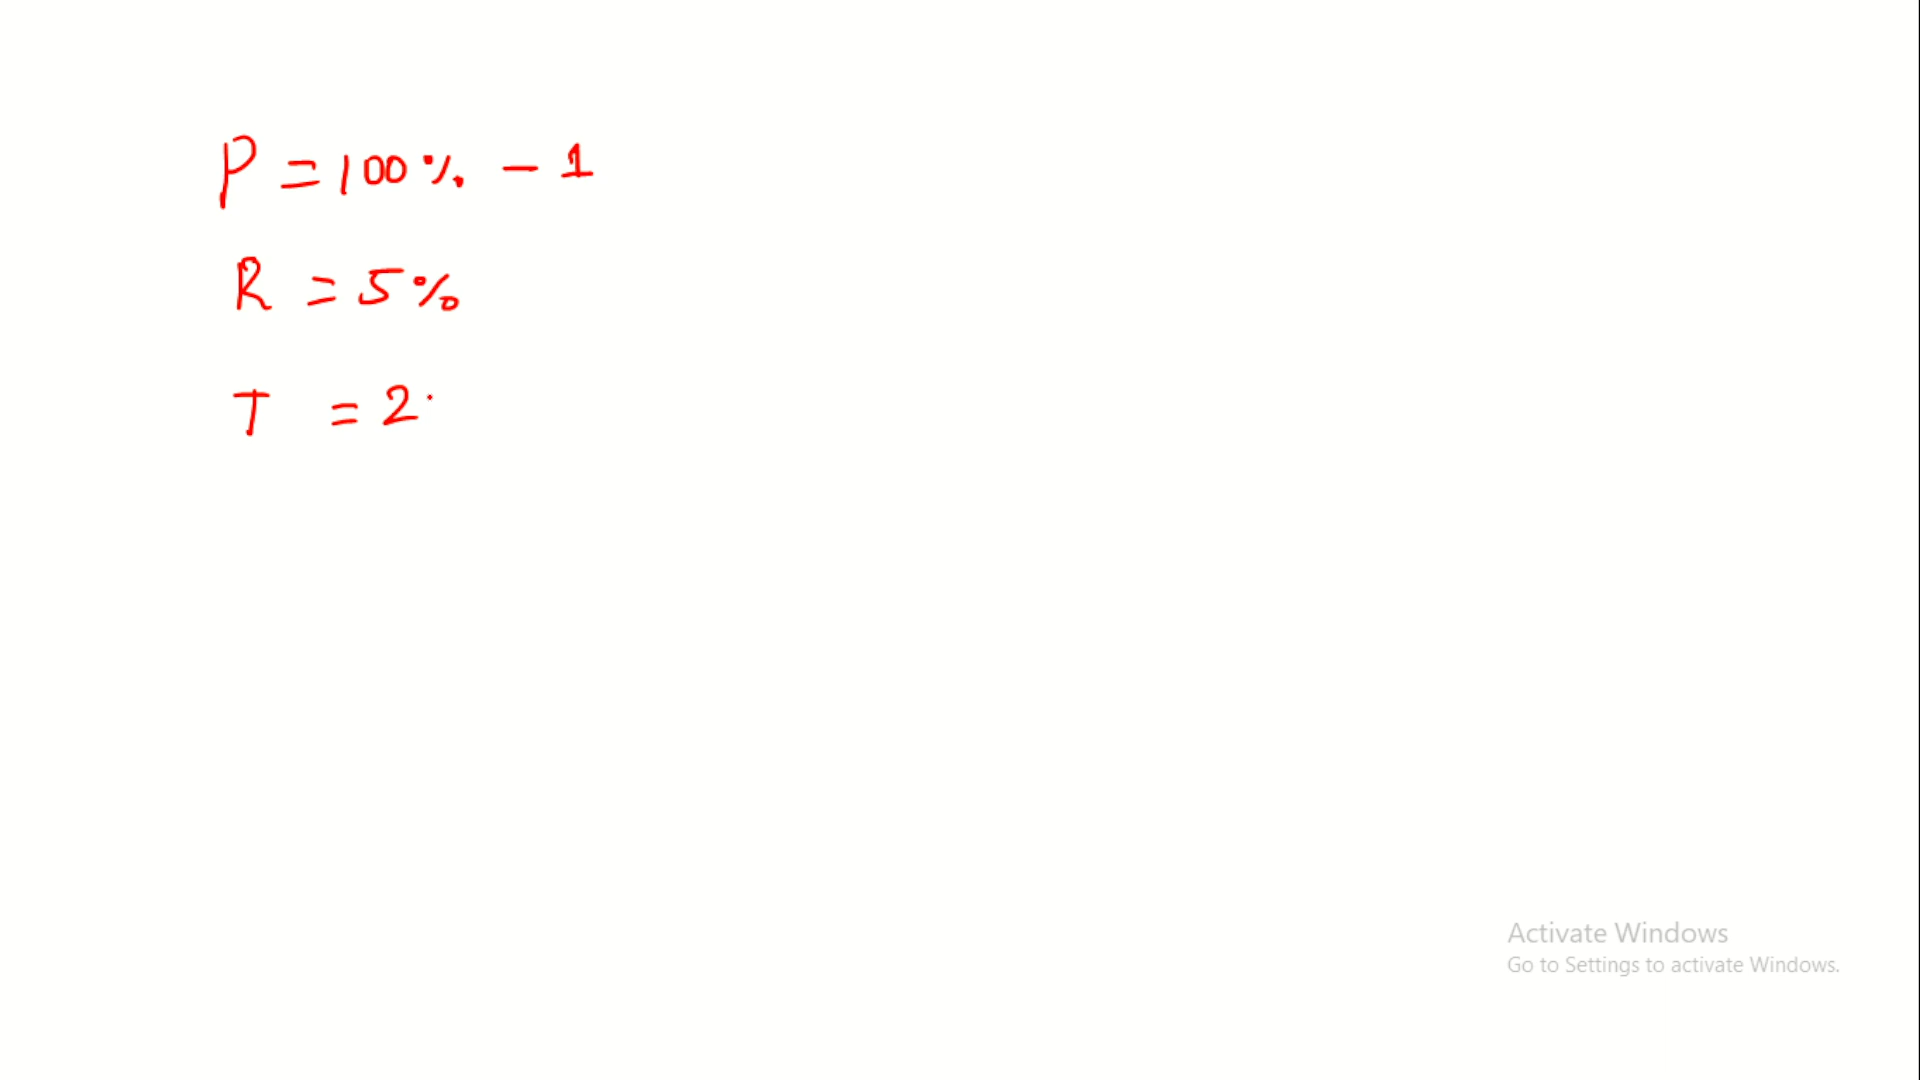 P = 100% - 1
R = 5%
T = 2
Activate Windows
Go to Settings to activate Windows.